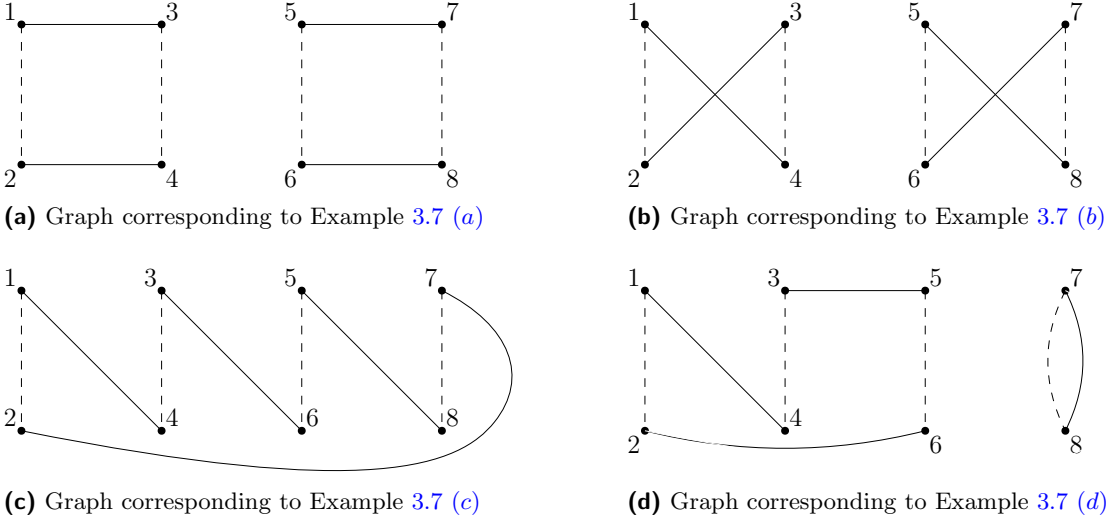 1 3 5 7
2 4 6 8
(a) Graph corresponding to Example 3.7 (a)
1 3 5 7
2 4 6 8
(b) Graph corresponding to Example 3.7 (b)
1 3 5 7
2 4 6 8
(c) Graph corresponding to Example 3.7 (c)
1 3 5 7
2 4 6 8
(d) Graph corresponding to Example 3.7 (d)